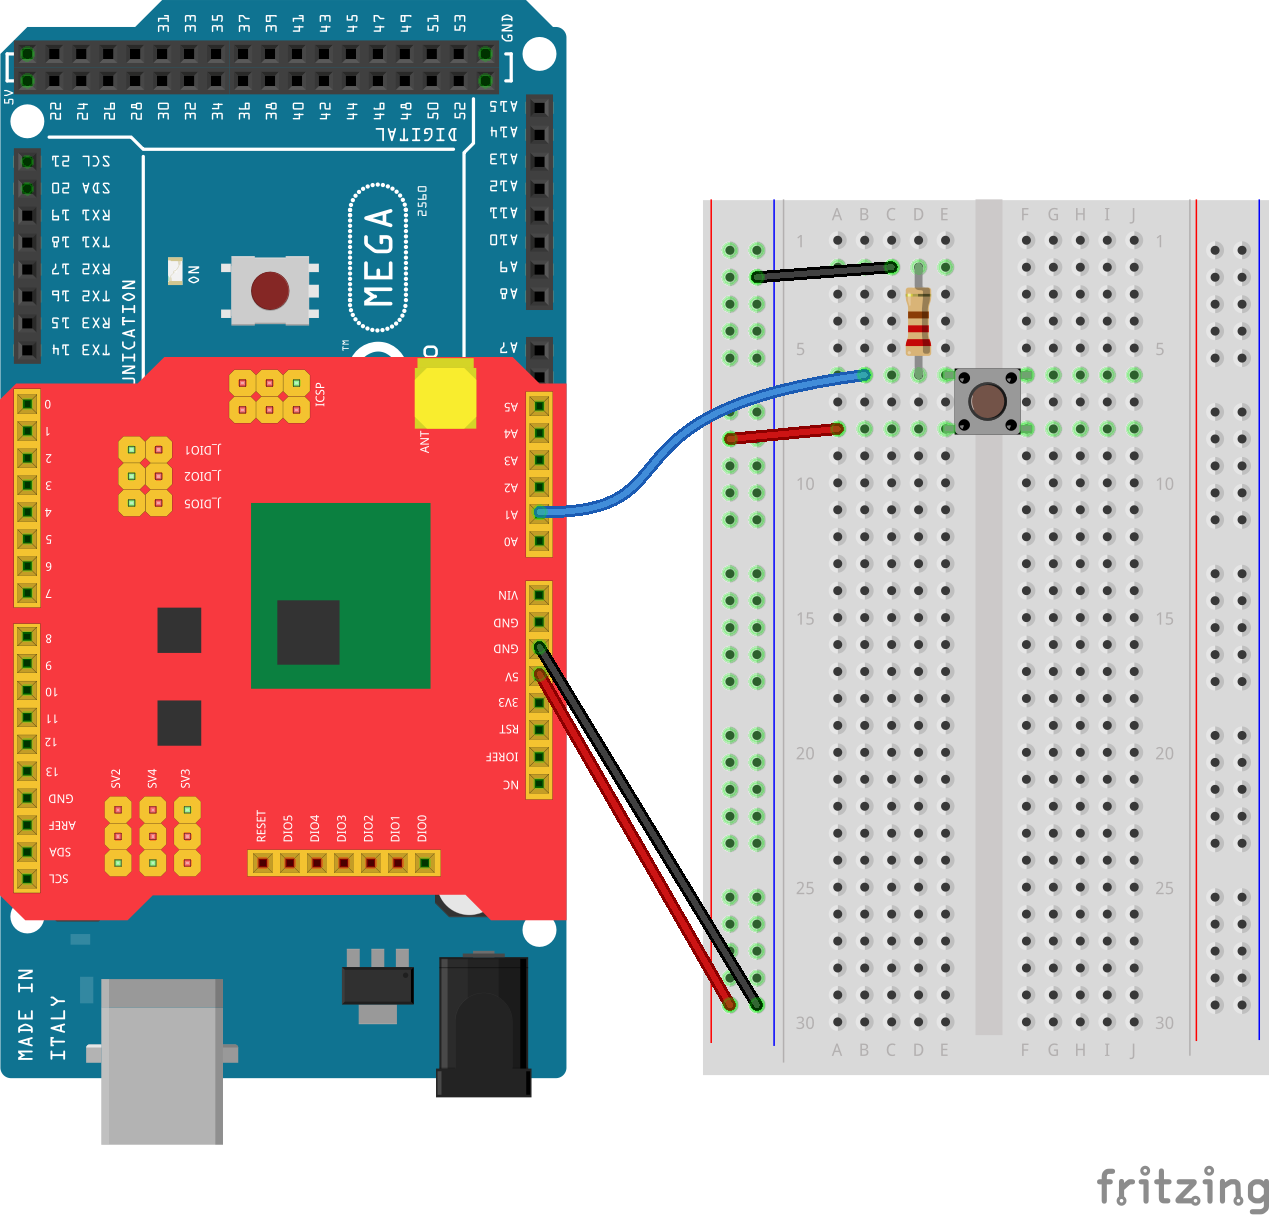 31 33 35 37 39 41 43 45 47 49 51 53 GND
5V
22 24 26 28 30 32 34 36 38 40 42 44 46 48 50 52
DIGITAL
A15
A14
A13
A12
A11
A10
A9
A8
A7
SCL 21
SDA 20
RX1 19
TX1 18
RX2 17
TX2 16
RX3 15
TX3 14
ON
MEGA
2560
UNICATION
TM
O
ICSP
ANT
J_DIO1
J_DIO2
J_DIO5
0
1
2
3
4
5
6
7
8
9
10
11
12
13
GND
AREF
SDA
SCL
A5
A4
A3
A2
A1
A0
VIN
GND
GND
5V
3V3
RST
IOREF
NC
SV2 SV4 SV3
RESET DIO5 DIO4 DIO3 DIO2 DIO1 DIO0
MADE IN
ITALY
A B C D E F G H I J
1 1
5 5
10 10
15 15
20 20
25 25
30 30
A B C D E F G H I J
fritzing